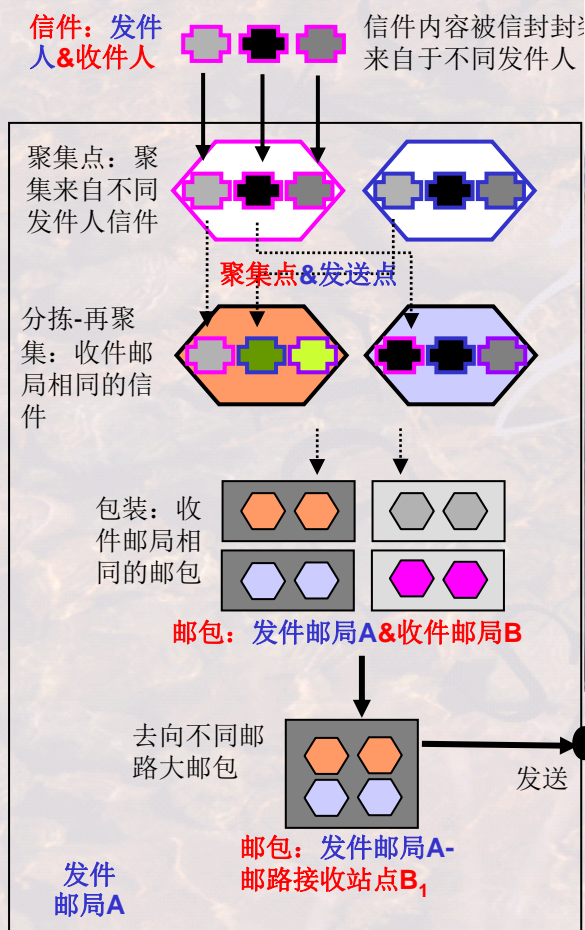 信件：发件
人&收件人
信件内容被信封封
来自于不同发件人
聚集点：聚
集来自不同
发件人信件
聚集点&发送点
分拣-再聚
集：收件邮
局相同的信
件
包装：收
件邮局相
同的邮包
邮包：发件邮局A&收件邮局B
去向不同邮
路大邮包
发送
邮包：发件邮局A-
邮路接收站点B₁
发件
邮局A